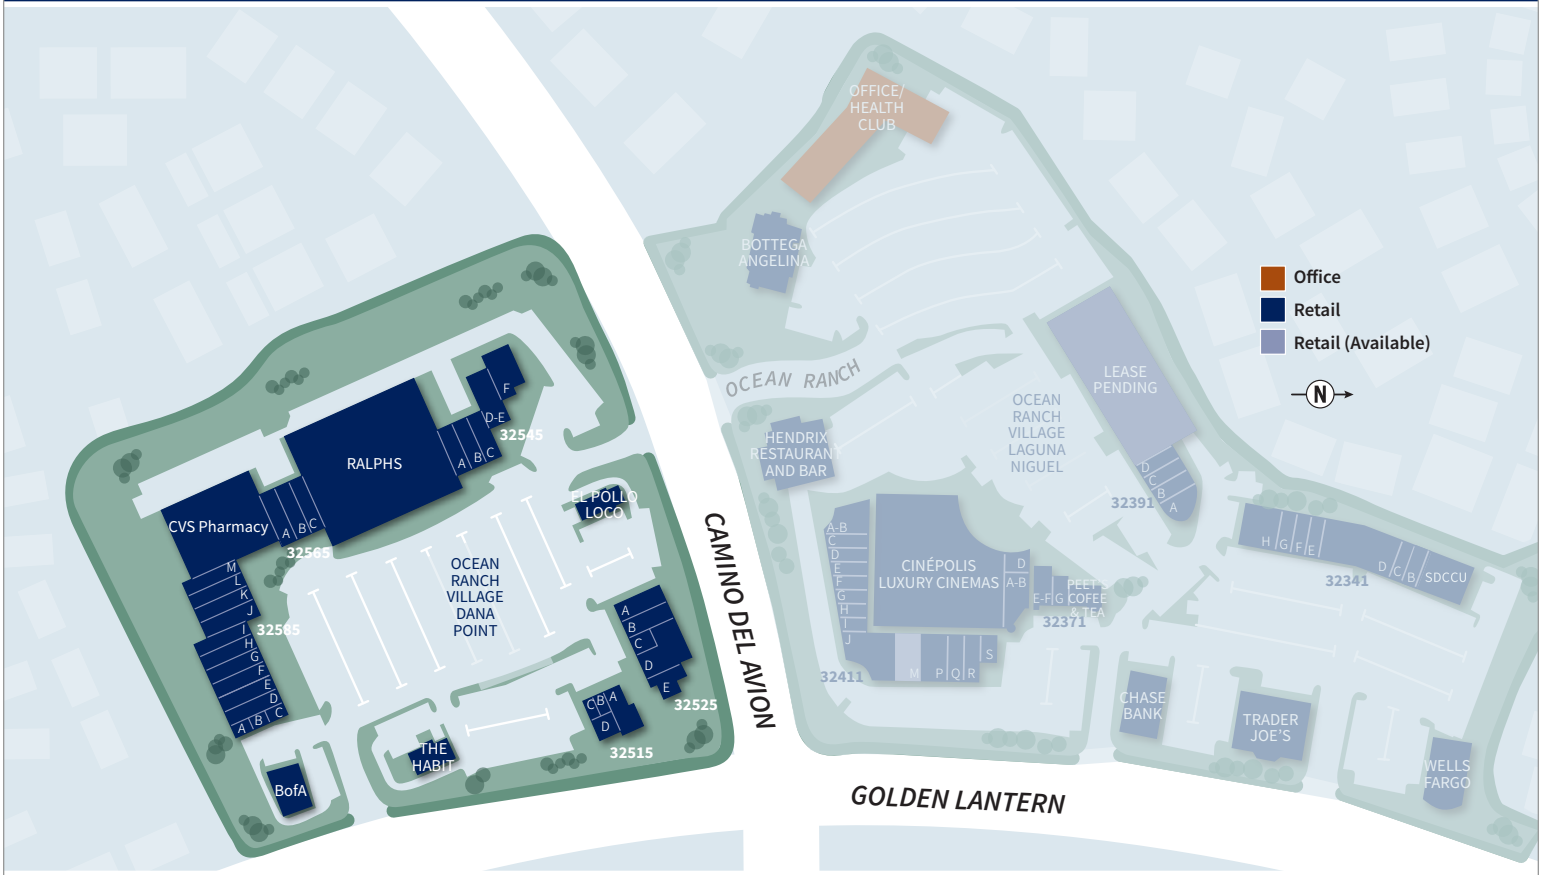 OFFICE/
HEALTH
CLUB
BOTTEGA
ANGELINA
Office
Retail
Retail (Available)
N
OCEAN RANCH
LEASE
PENDING
OCEAN
RANCH
VILLAGE
LAGUNA
NIGUEL
HENDRIX
RESTAURANT
AND BAR
D
C
B
A
32391
F
D-E
32545
A B C
RALPHS
CVS Pharmacy
A B C
32565
EL POLLO
LOCO
M
L
K
J
I
H
G
F
E
D
C
B
A
32585
OCEAN
RANCH
VILLAGE
DANA
POINT
A
B
C
D
E
32525
C B A
D
32515
THE
HABIT
BofA
CAMINO DEL AVION
GOLDEN LANTERN
A-B
C
D
E
F
G
H
I
J
32411
CINÉPOLIS
LUXURY CINEMAS
D
A-B
E-F G
PEET'S
COFEE
& TEA
32371
M P Q R S
H G F E
D C B SDCCU
32341
CHASE
BANK
TRADER
JOE'S
WELLS
FARGO